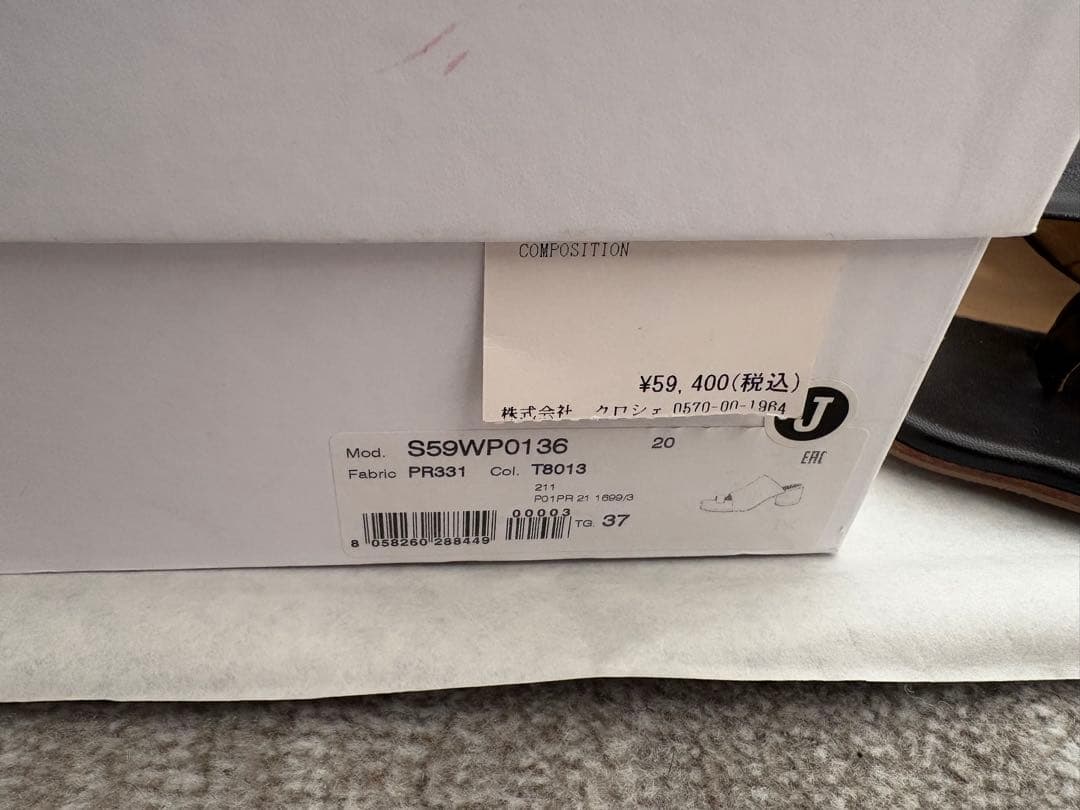 COMPOSITION
¥59,400(税込)
株式会社 クロシェ 0570-00-1964
J
EAC
Mod. S59WP0136 20
Fabric PR331 Col. T8013
211
P01PR 21 1699/3
00003
8 058260 288449
TG. 37